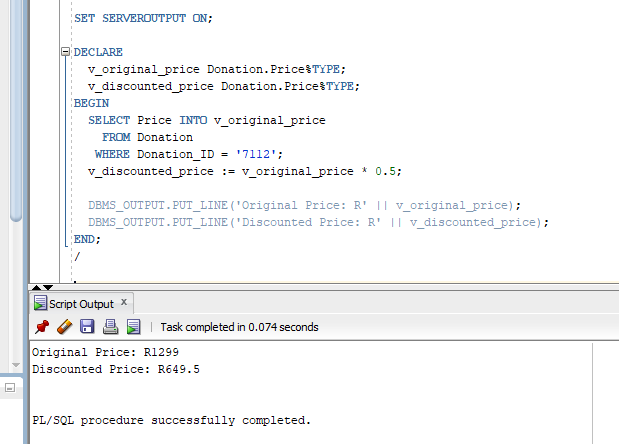 SET SERVEROUTPUT ON;
DECLARE
v_original_price Donation.Price%TYPE;
v_discounted_price Donation.Price%TYPE;
BEGIN
SELECT Price INTO v_original_price
FROM Donation
WHERE Donation_ID = '7112';
v_discounted_price := v_original_price * 0.5;
DBMS_OUTPUT.PUT_LINE('Original Price: R' || v_original_price);
DBMS_OUTPUT.PUT_LINE('Discounted Price: R' || v_discounted_price);
END;
/
Script Output x
| Task completed in 0.074 seconds
Original Price: R1299
Discounted Price: R649.5
PL/SQL procedure successfully completed.